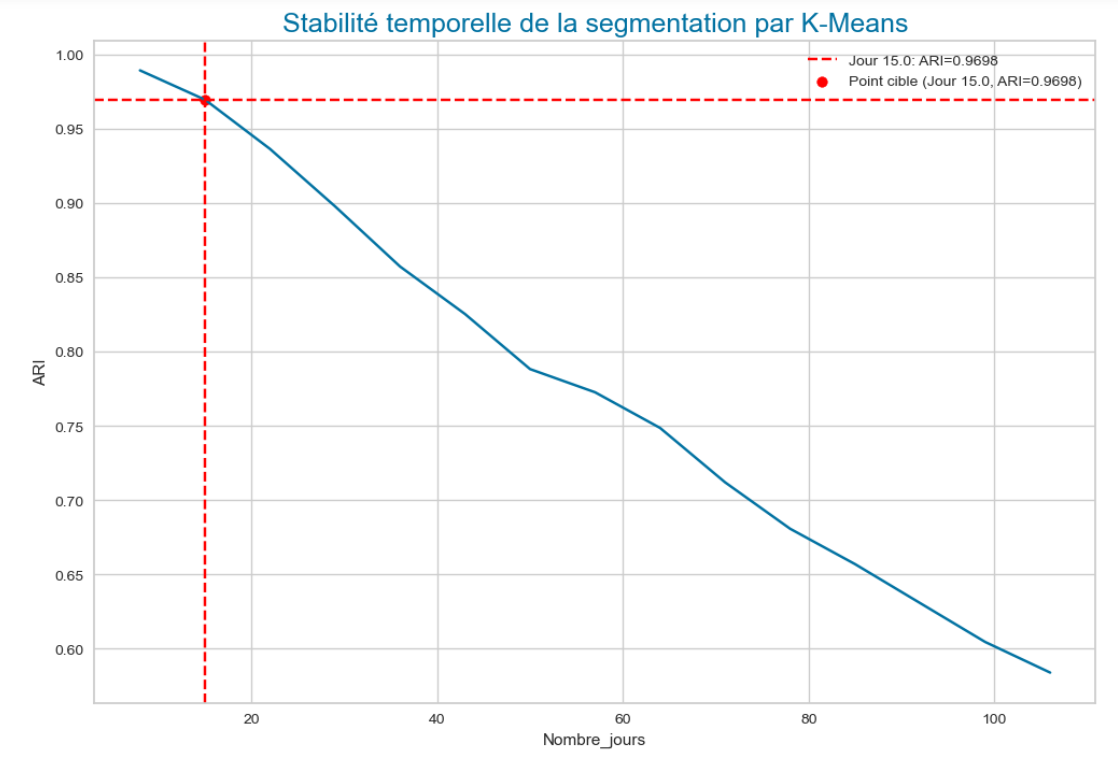 Stabilité temporelle de la segmentation par K-Means
Jour 15.0: ARI=0.9698
Point cible (Jour 15.0, ARI=0.9698)
1.00
0.95
0.90
0.85
0.80
0.75
0.70
0.65
0.60
ARI
20
40
60
80
100
Nombre_jours